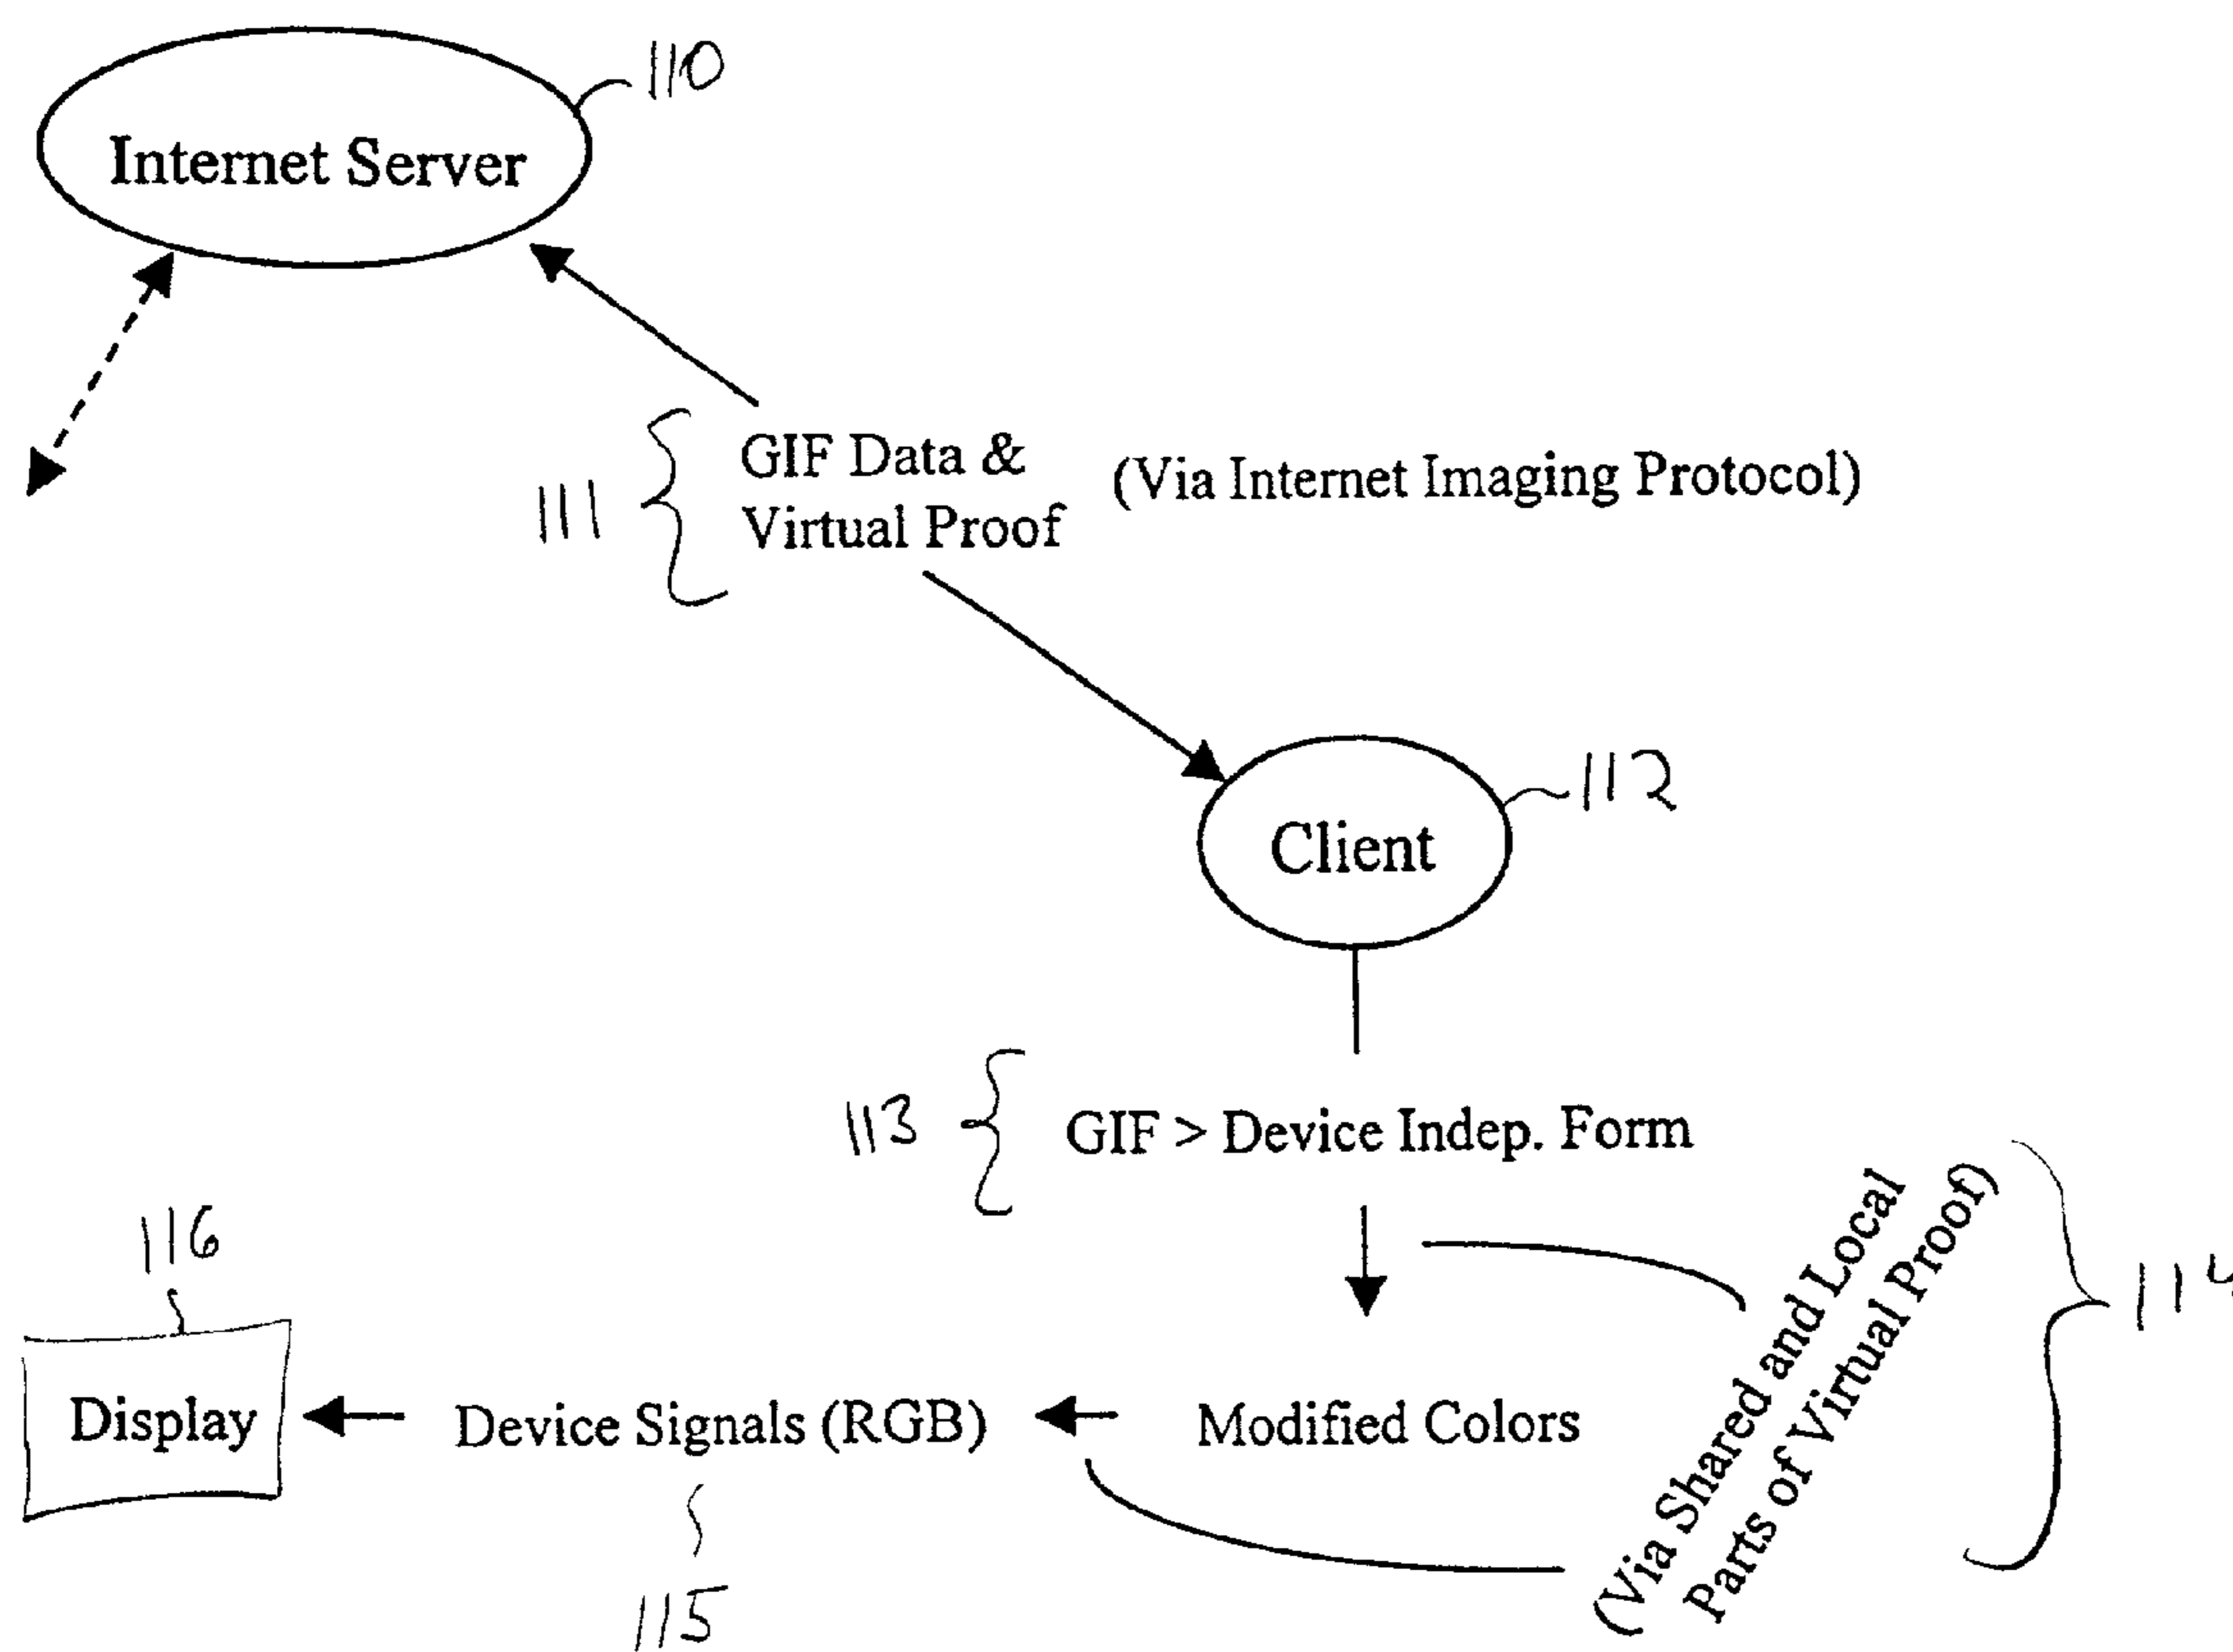 110
Internet Server
GIF Data &
(Via Internet Imaging Protocol)
111
Virtual Proof
112
Client
113
GIF > Device Indep. Form
(Via Shared and Local
Parts of Virtual Proof)
114
116
Display
Device Signals (RGB)
Modified Colors
115